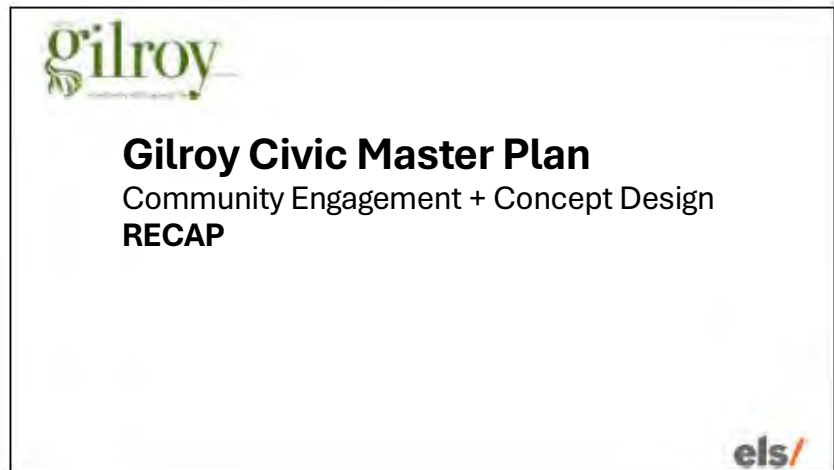 gilroy
Gilroy Civic Master Plan
Community Engagement + Concept Design
RECAP
els/